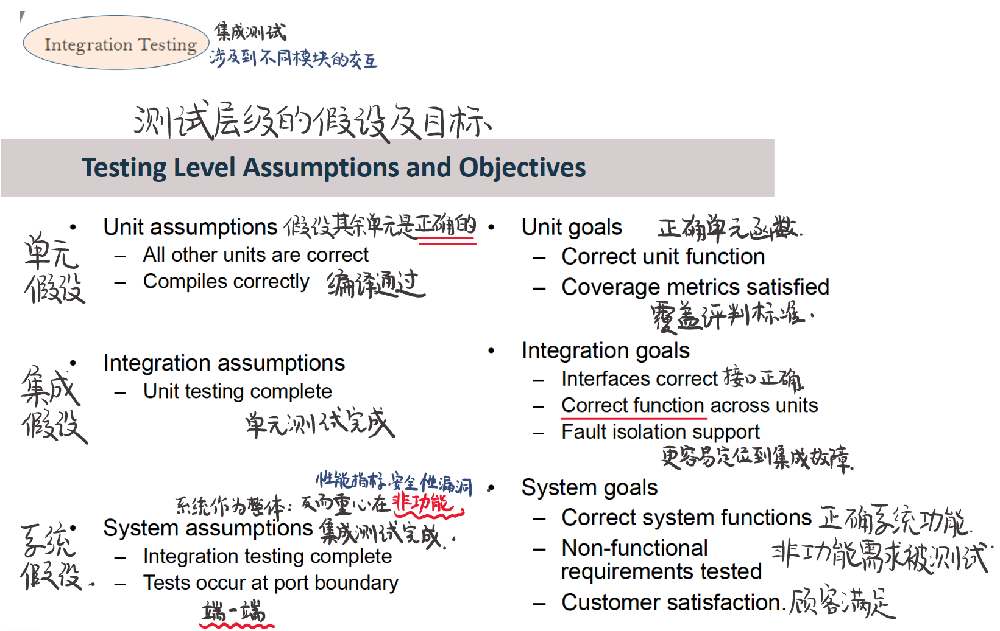 Integration Testing
集成测试
涉及到不同模块的交互
测试层级的假设及目标
Testing Level Assumptions and Objectives
单元
假设
• Unit assumptions 假设其余单元是正确的
– All other units are correct
– Compiles correctly 编译通过
集成
假设
• Integration assumptions
– Unit testing complete
单元测试完成
性能指标.安全性漏洞
系统作为整体: 反而重心在非功能.
系统
假设.
• System assumptions 集成测试完成.
– Integration testing complete
– Tests occur at port boundary
端一端
• Unit goals 正确单元函数.
– Correct unit function
– Coverage metrics satisfied
覆盖评判标准.
• Integration goals
– Interfaces correct 接口正确.
– Correct function across units
– Fault isolation support
更容易定位到集成故障.
• System goals
– Correct system functions 正确系统功能.
– Non-functional 非功能需求被测试.
requirements tested
– Customer satisfaction. 顾客满足